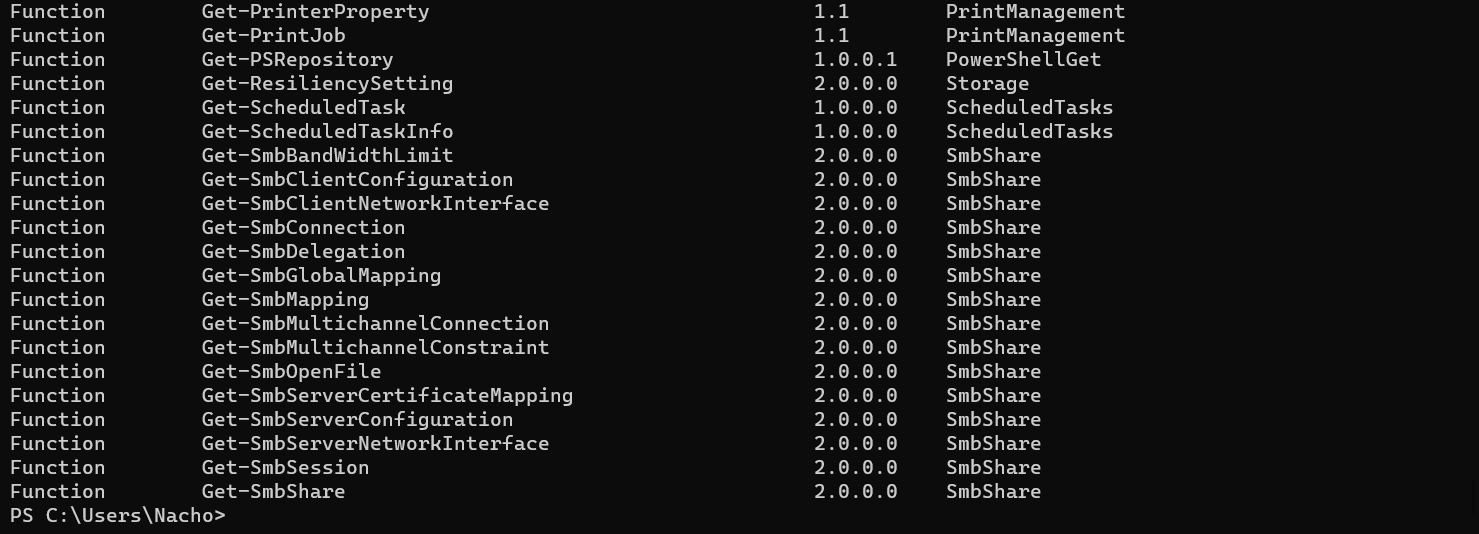 Function        Get-PrinterProperty                                1.1        PrintManagement
Function        Get-PrintJob                                       1.1        PrintManagement
Function        Get-PSRepository                                   1.0.0.1    PowerShellGet
Function        Get-ResiliencySetting                              2.0.0.0    Storage
Function        Get-ScheduledTask                                  1.0.0.0    ScheduledTasks
Function        Get-ScheduledTaskInfo                              1.0.0.0    ScheduledTasks
Function        Get-SmbBandWidthLimit                              2.0.0.0    SmbShare
Function        Get-SmbClientConfiguration                         2.0.0.0    SmbShare
Function        Get-SmbClientNetworkInterface                      2.0.0.0    SmbShare
Function        Get-SmbConnection                                  2.0.0.0    SmbShare
Function        Get-SmbDelegation                                  2.0.0.0    SmbShare
Function        Get-SmbGlobalMapping                               2.0.0.0    SmbShare
Function        Get-SmbMapping                                     2.0.0.0    SmbShare
Function        Get-SmbMultichannelConnection                      2.0.0.0    SmbShare
Function        Get-SmbMultichannelConstraint                      2.0.0.0    SmbShare
Function        Get-SmbOpenFile                                    2.0.0.0    SmbShare
Function        Get-SmbServerCertificateMapping                    2.0.0.0    SmbShare
Function        Get-SmbServerConfiguration                         2.0.0.0    SmbShare
Function        Get-SmbServerNetworkInterface                      2.0.0.0    SmbShare
Function        Get-SmbSession                                     2.0.0.0    SmbShare
Function        Get-SmbShare                                       2.0.0.0    SmbShare
PS C:\Users\Nacho>